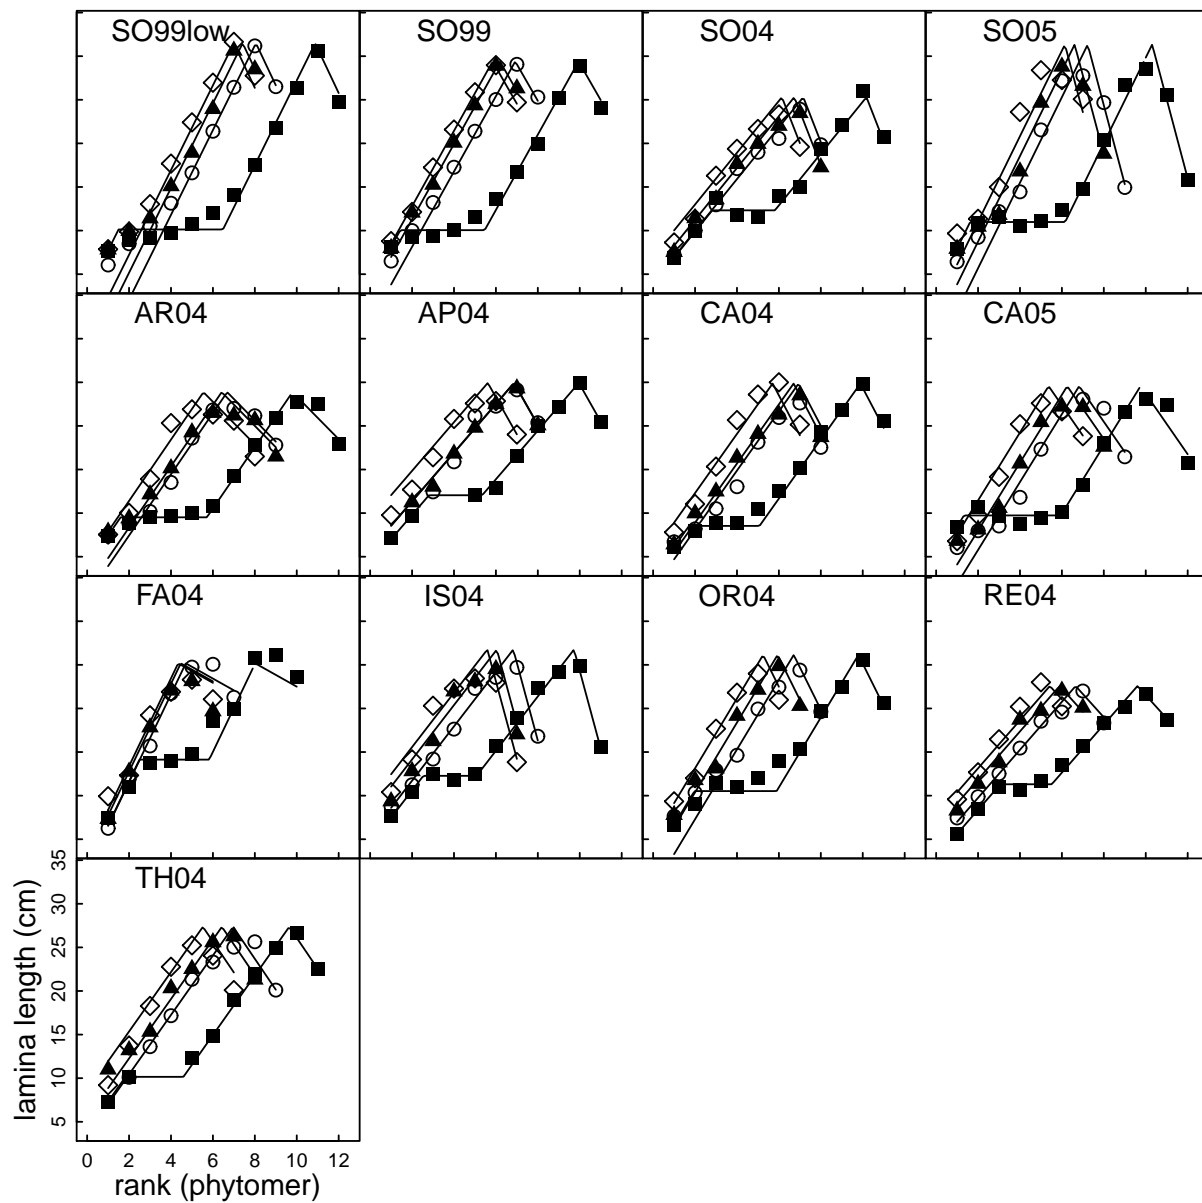 SO99low SO99 SO04 SO05
AR04 AP04 CA04 CA05
FA04 IS04 OR04 RE04
TH04
lamina length (cm)
35
30
25
20
15
10
5
0 2 4 6 8 10 12
rank (phytomer)